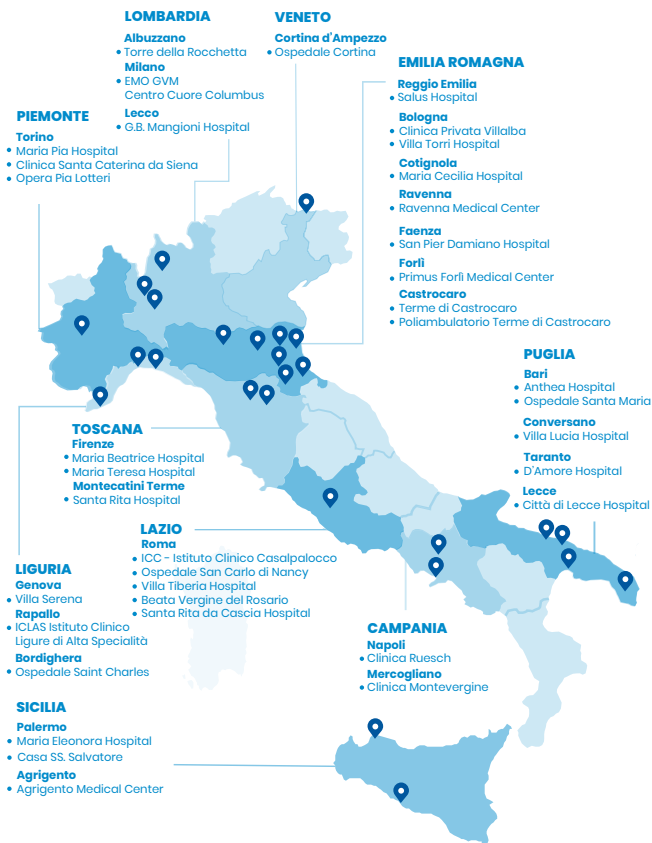 LOMBARDIA
Albuzzano
• Torre della Rocchetta
Milano
• EMO GVM
Centro Cuore Columbus
Lecco
• G.B. Mangioni Hospital
VENETO
Cortina d'Ampezzo
• Ospedale Cortina
EMILIA ROMAGNA
Reggio Emilia
• Salus Hospital
Bologna
• Clinica Privata Villalba
• Villa Torri Hospital
Cotignola
• Maria Cecilia Hospital
Ravenna
• Ravenna Medical Center
Faenza
• San Pier Damiano Hospital
Forlì
• Primus Forlì Medical Center
Castrocaro
• Terme di Castrocaro
• Poliambulatorio Terme di Castrocaro
PIEMONTE
Torino
• Maria Pia Hospital
• Clinica Santa Caterina da Siena
• Opera Pia Lotteri
PUGLIA
Bari
• Anthea Hospital
• Ospedale Santa Maria
Conversano
• Villa Lucia Hospital
Taranto
• D'Amore Hospital
Lecce
• Città di Lecce Hospital
TOSCANA
Firenze
• Maria Beatrice Hospital
• Maria Teresa Hospital
Montecatini Terme
• Santa Rita Hospital
LAZIO
Roma
• ICC - Istituto Clinico Casalpalocco
• Ospedale San Carlo di Nancy
• Villa Tiberia Hospital
• Beata Vergine del Rosario
• Santa Rita da Cascia Hospital
LIGURIA
Genova
• Villa Serena
Rapallo
• ICLAS Istituto Clinico
Ligure di Alta Specialità
Bordighera
• Ospedale Saint Charles
CAMPANIA
Napoli
• Clinica Ruesch
Mercogliano
• Clinica Montevergine
SICILIA
Palermo
• Maria Eleonora Hospital
• Casa SS. Salvatore
Agrigento
• Agrigento Medical Center